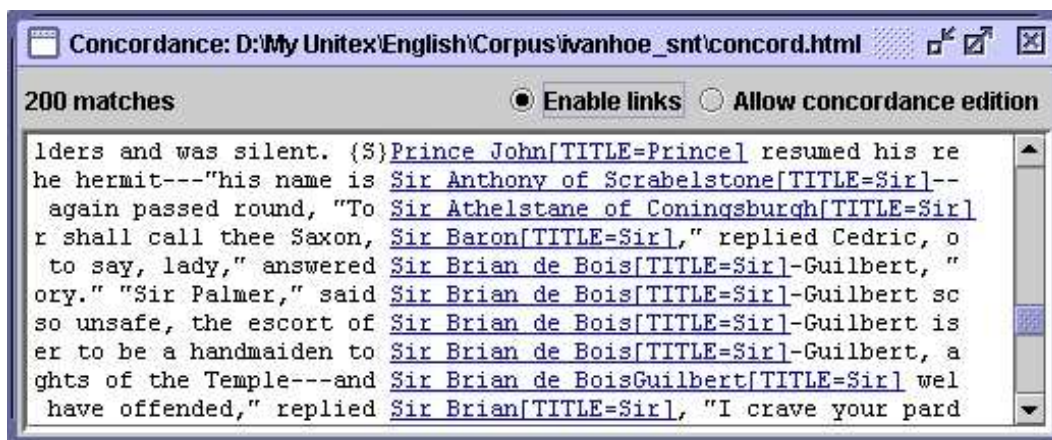 Concordance: D:\My Unitex\English\Corpus\ivanhoe_snt\concord.html
200 matches Enable links Allow concordance edition
lders and was silent. {S}Prince John[TITLE=Prince] resumed his re
he hermit---"his name is Sir Anthony of Scrabelstone[TITLE=Sir]--
again passed round, "To Sir Athelstane of Coningsburgh[TITLE=Sir]
r shall call thee Saxon, Sir Baron[TITLE=Sir]," replied Cedric, o
to say, lady," answered Sir Brian de Bois[TITLE=Sir]-Guilbert, "
ory." "Sir Palmer," said Sir Brian de Bois[TITLE=Sir]-Guilbert sc
so unsafe, the escort of Sir Brian de Bois[TITLE=Sir]-Guilbert is
er to be a handmaiden to Sir Brian de Bois[TITLE=Sir]-Guilbert, a
ghts of the Temple---and Sir Brian de BoisGuilbert[TITLE=Sir] wel
have offended," replied Sir Brian[TITLE=Sir], "I crave your pard